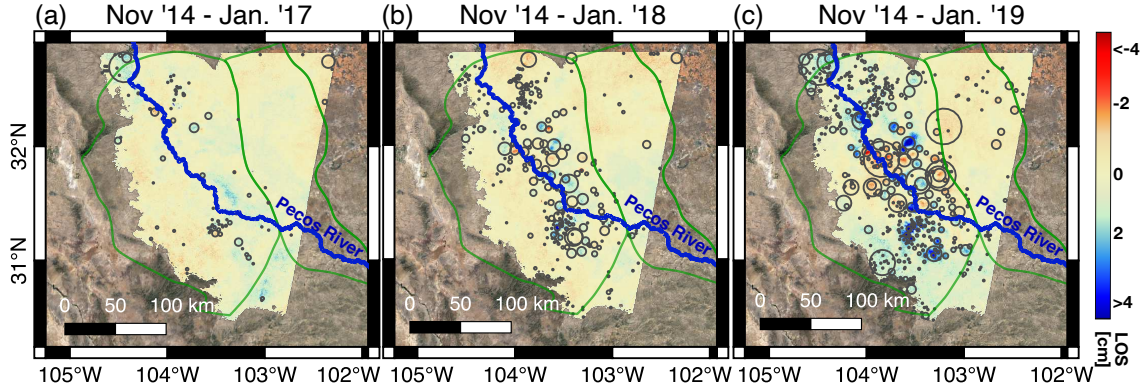 (a) Nov '14 - Jan. '17
(b) Nov '14 - Jan. '18
(c) Nov '14 - Jan. '19
32°N
31°N
Pecos River
0 50 100 km
105°W 104°W 103°W 102°W
Pecos River
0 50 100 km
105°W 104°W 103°W 102°W
Pecos River
0 50 100 km
105°W 104°W 103°W 102°W
<-4
-2
0
2
>4
LOS
[cm]